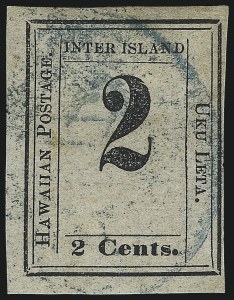 INTER ISLAND
HAWAIIAN POSTAGE.
2
UKU LETA.
2 Cents.